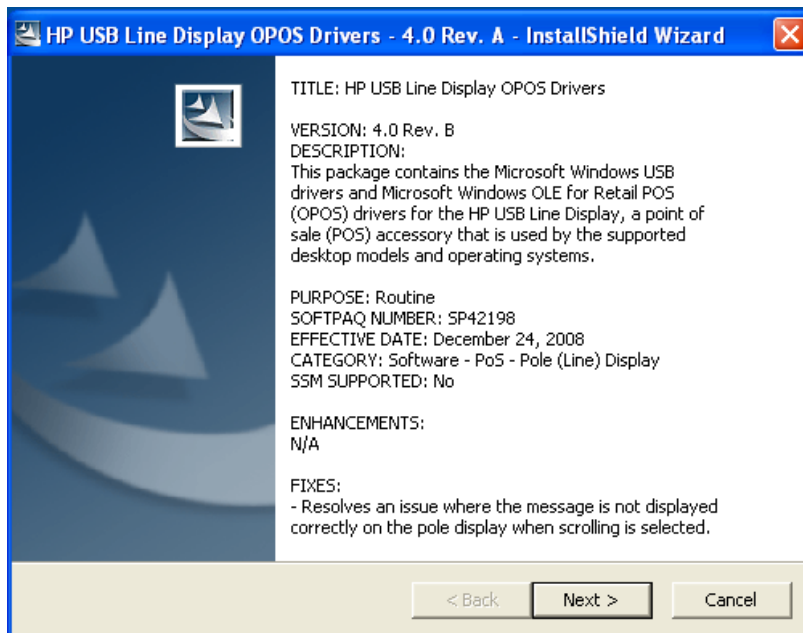 HP USB Line Display OPOS Drivers - 4.0 Rev. A - InstallShield Wizard
TITLE: HP USB Line Display OPOS Drivers
VERSION: 4.0 Rev. B
DESCRIPTION:
This package contains the Microsoft Windows USB
drivers and Microsoft Windows OLE for Retail POS
(OPOS) drivers for the HP USB Line Display, a point of
sale (POS) accessory that is used by the supported
desktop models and operating systems.
PURPOSE: Routine
SOFTPAQ NUMBER: SP42198
EFFECTIVE DATE: December 24, 2008
CATEGORY: Software - PoS - Pole (Line) Display
SSM SUPPORTED: No
ENHANCEMENTS:
N/A
FIXES:
- Resolves an issue where the message is not displayed
correctly on the pole display when scrolling is selected.
< Back Next > Cancel